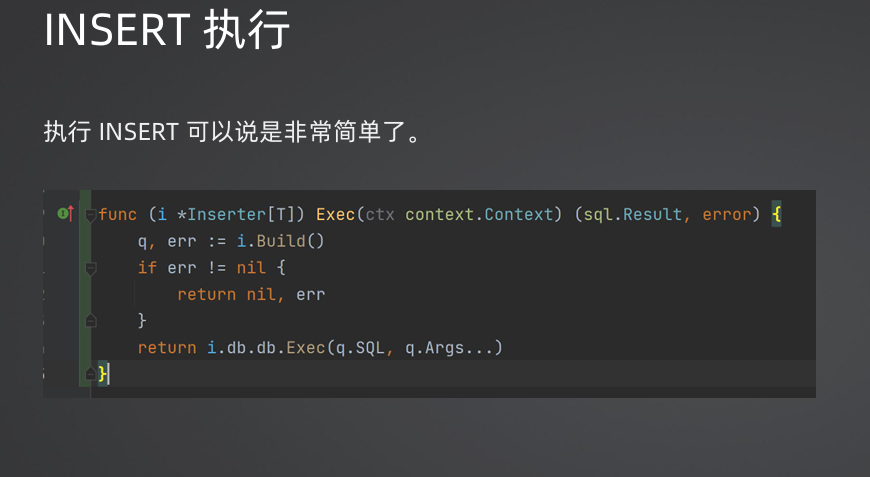 INSERT 执行
执行 INSERT 可以说是非常简单了。
func (i *Inserter[T]) Exec(ctx context.Context) (sql.Result, error) {
    q, err := i.Build()
    if err != nil {
        return nil, err
    }
    return i.db.db.Exec(q.SQL, q.Args...)
}